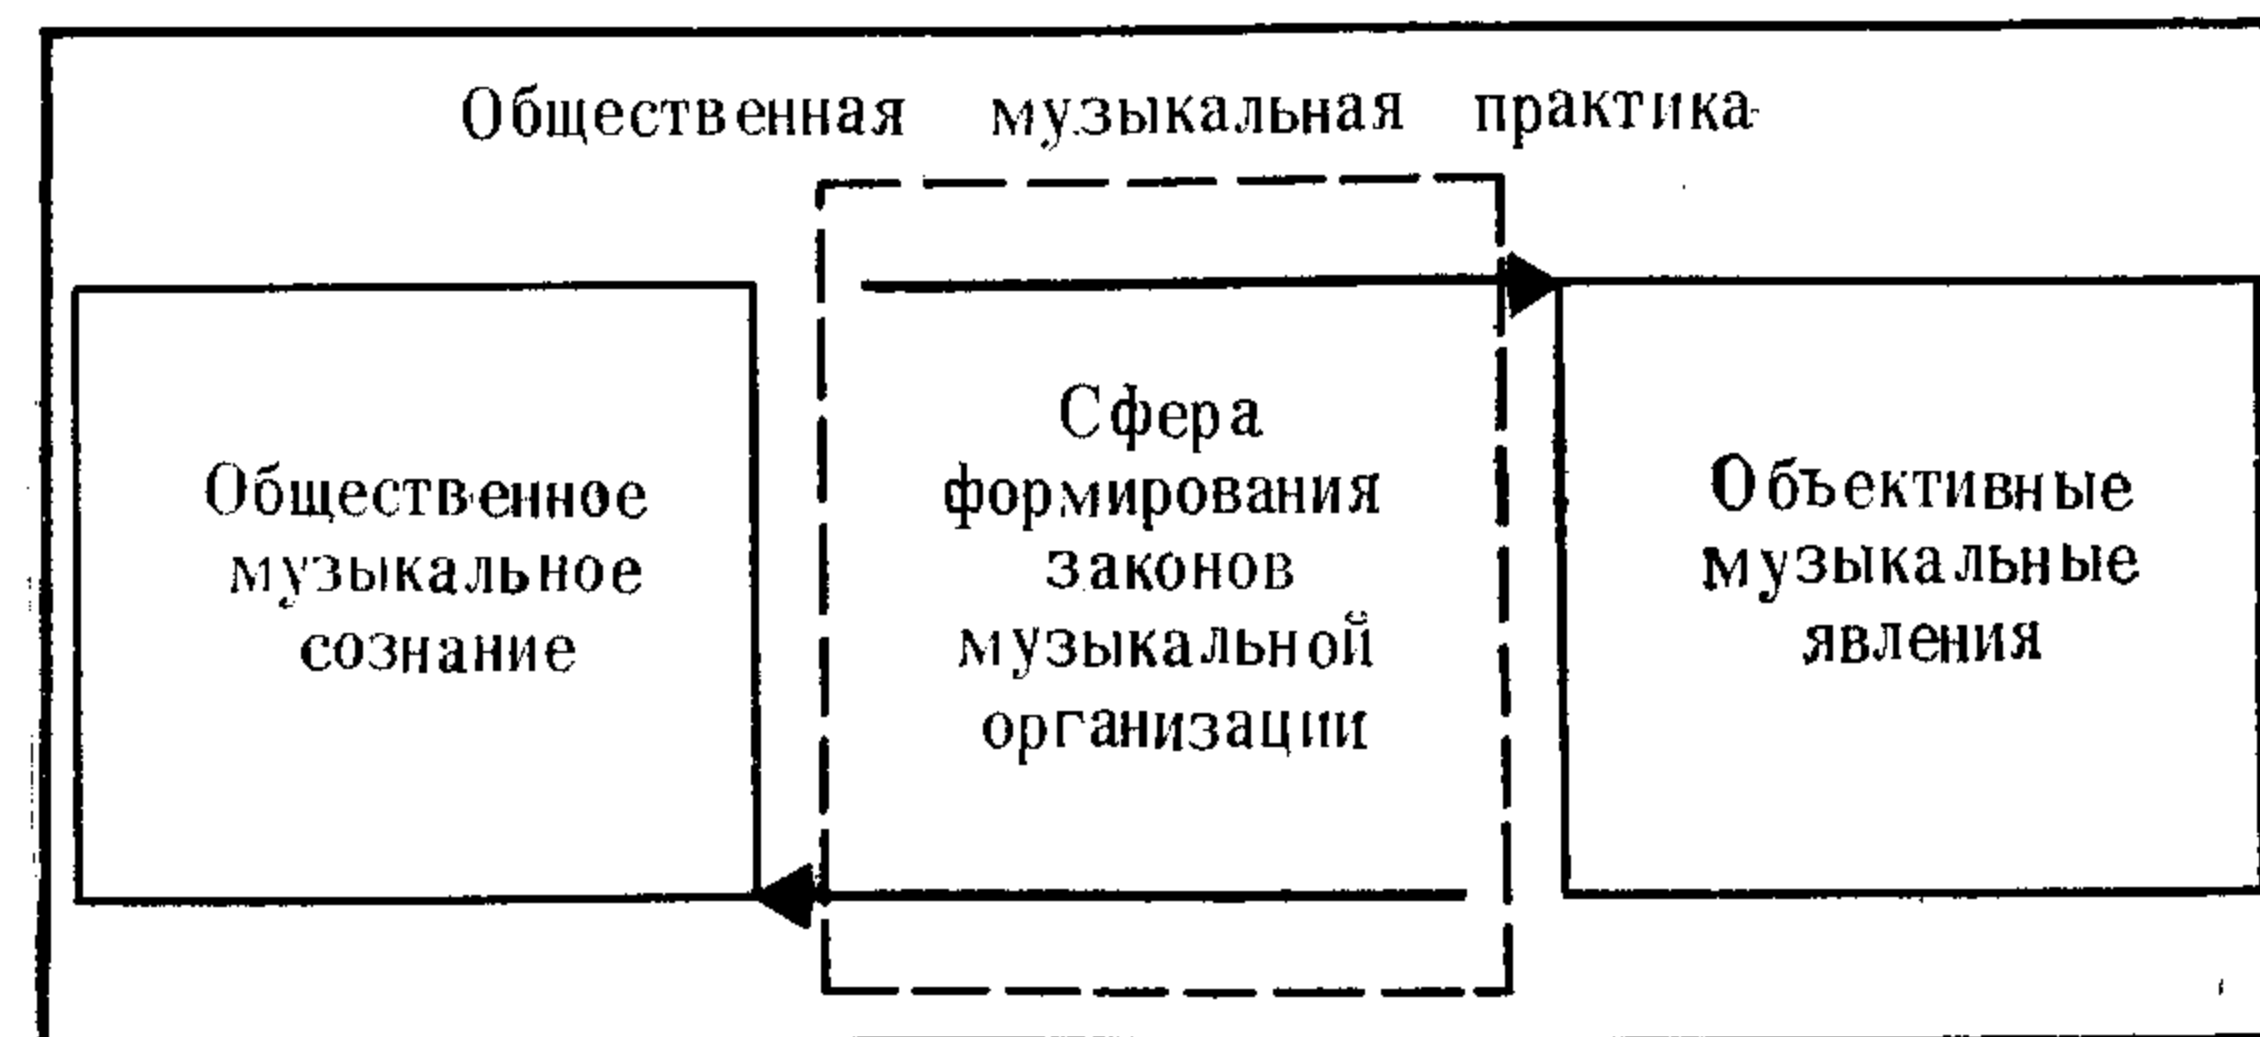 Общественная музыкальная практика
Общественное
музыкальное
сознание
Сфера
формирования
законов
музыкальной
организации
Объективные
музыкальные
явления